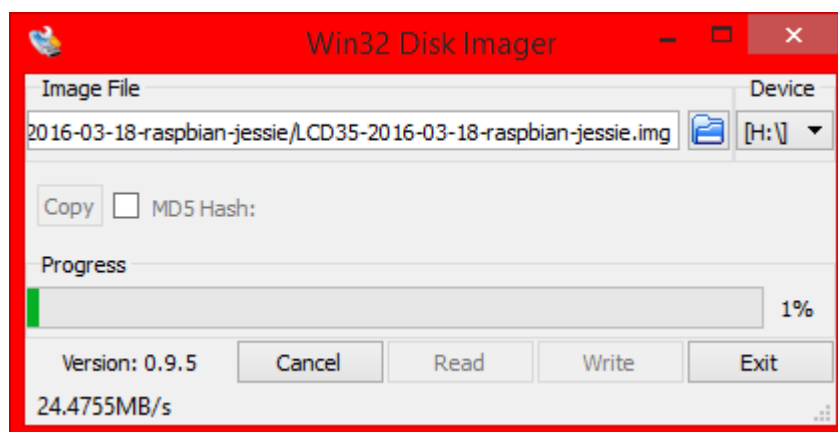 Win32 Disk Imager
Image File
Device
2016-03-18-raspbian-jessie/LCD35-2016-03-18-raspbian-jessie.img
[H:\]
Copy
MD5 Hash:
Progress
1%
Version: 0.9.5
Cancel
Read
Write
Exit
24.4755MB/s